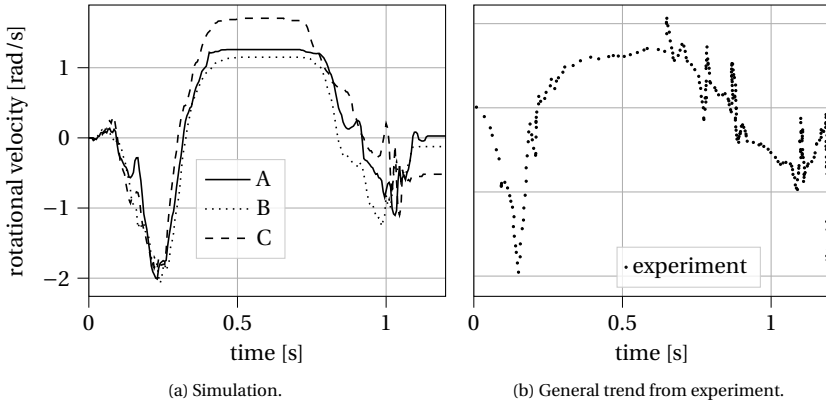 rotational velocity [rad/s]
1
0
−1
−2
A
B
C
0
0.5
1
time [s]
(a) Simulation.
experiment
0
0.5
1
time [s]
(b) General trend from experiment.